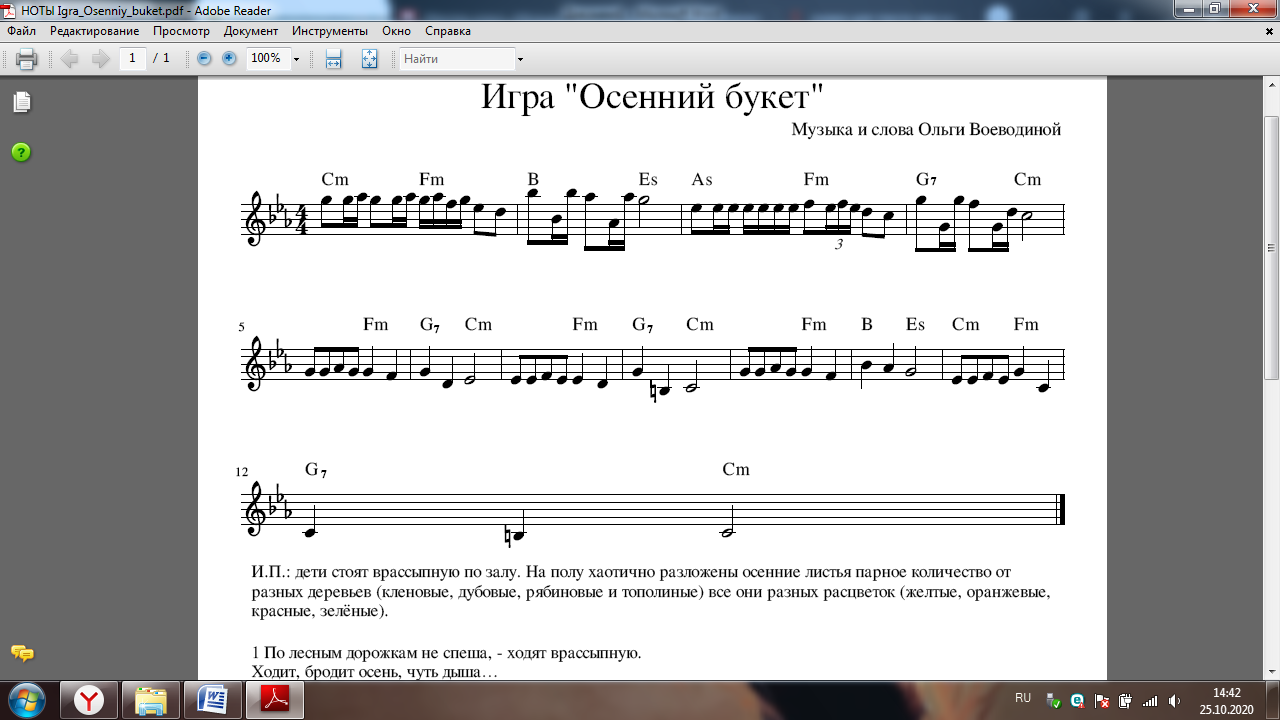 НОТЫ Igra_Osenniy_buket.pdf - Adobe Reader
Файл Редактирование Просмотр Документ Инструменты Окно Справка
1 / 1 100% Найти
Игра "Осенний букет"
Музыка и слова Ольги Воеводиной
Cm Fm B Es As Fm G7 Cm
4
4
3
5
Fm G7 Cm Fm G7 Cm Fm B Es Cm Fm
12
G7 Cm
И.П.: дети стоят врассыпную по залу. На полу хаотично разложены осенние листья парное количество от
разных деревьев (кленовые, дубовые, рябиновые и тополиные) все они разных расцветок (желтые, оранжевые,
красные, зелёные).
1 По лесным дорожкам не спеша, - ходят врассыпную.
Ходит, бродит осень, чуть дыша…
RU 14:42
25.10.2020